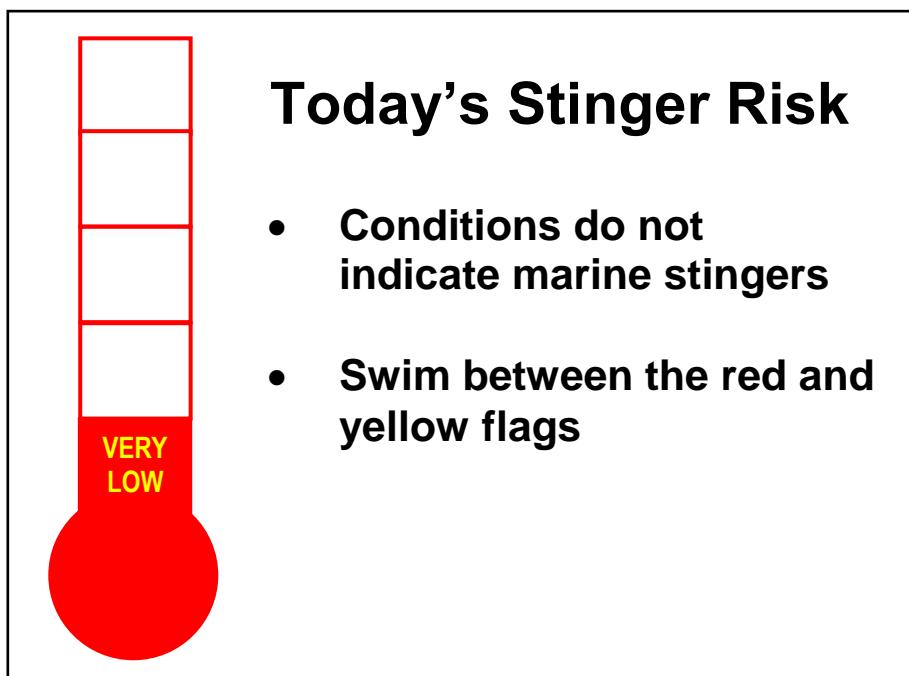 Today’s Stinger Risk
• Conditions do not
indicate marine stingers
• Swim between the red and
yellow flags
VERY
LOW